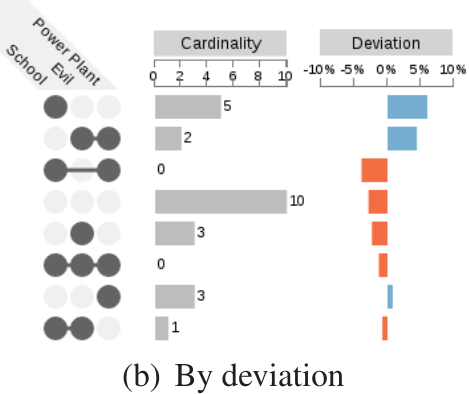 School
Evil
Power Plant
Cardinality
Deviation
0 2 4 6 8 10
-10% -5% 0% 5% 10%
5
2
0
10
3
0
3
1
(b) By deviation